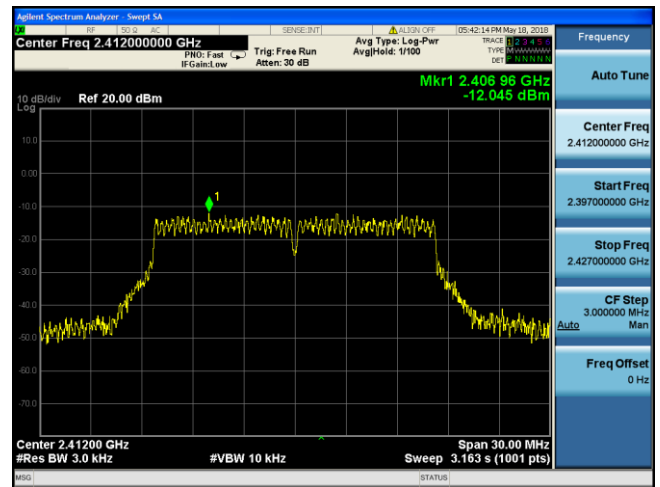 Agilent Spectrum Analyzer - Swept SA
RF 50 Ω AC SENSE:INT ALIGN OFF 05:42:14 PM May 18, 2018
Center Freq 2.412000000 GHz
PNO: Fast
IFGain:Low
Trig: Free Run
Atten: 30 dB
Avg Type: Log-Pwr
Avg|Hold: 1/100
TRACE 1 2 3 4 5 6
TYPE
DET P N N N N N
Mkr1 2.406 96 GHz
-12.045 dBm
10 dB/div Ref 20.00 dBm
Log
10.0
0.00
-10.0
-20.0
-30.0
-40.0
-50.0
-60.0
-70.0
1
Center 2.41200 GHz Span 30.00 MHz
#Res BW 3.0 kHz #VBW 10 kHz Sweep 3.163 s (1001 pts)
MSG STATUS
Frequency
Auto Tune
Center Freq
2.412000000 GHz
Start Freq
2.397000000 GHz
Stop Freq
2.427000000 GHz
CF Step
3.000000 MHz
Auto Man
Freq Offset
0 Hz